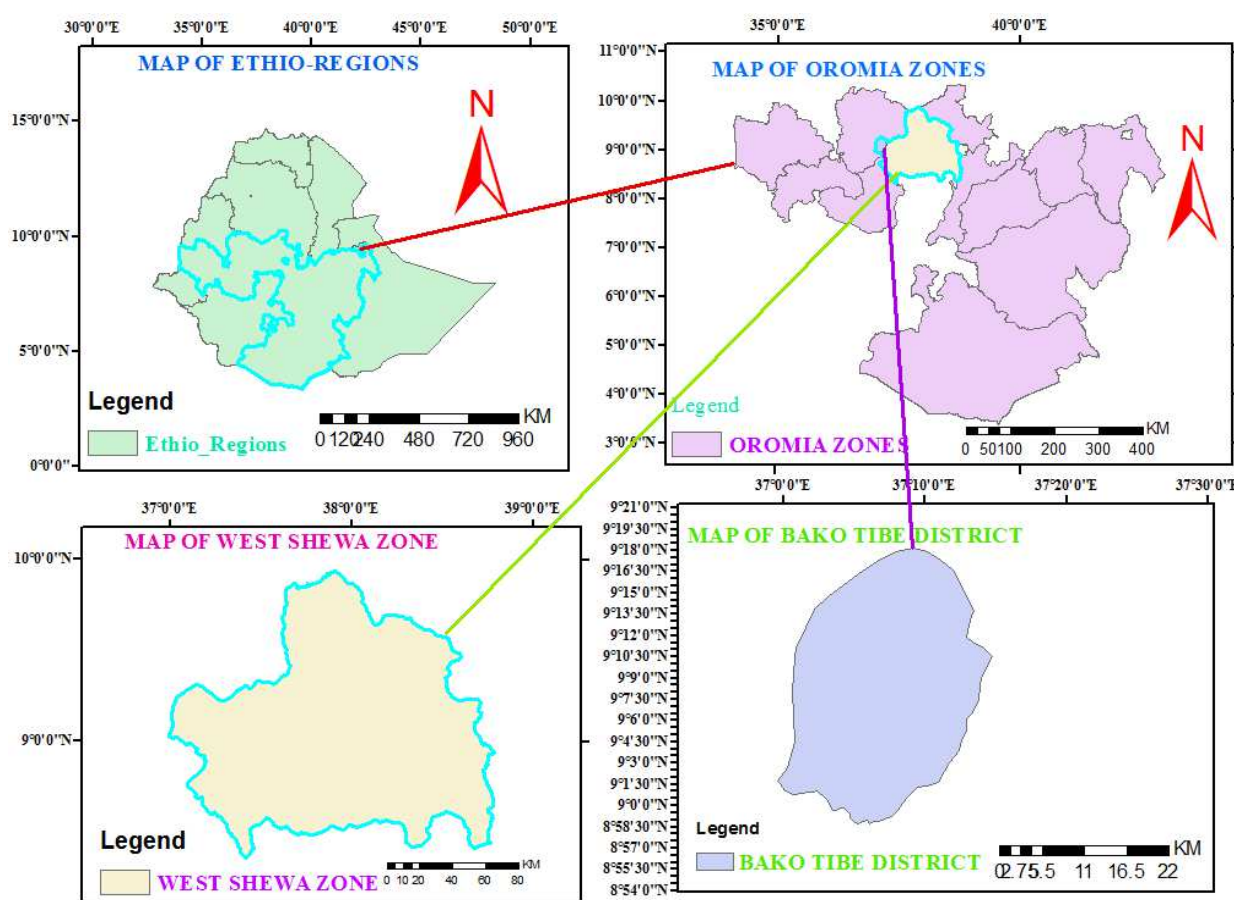 30°0'0"E 35°0'0"E 40°0'0"E 45°0'0"E 50°0'0"E
MAP OF ETHIO-REGIONS
N
15°0'0"N
10°0'0"N
5°0'0"N
0°0'0"
Legend
Ethio_Regions
KM
0 120 240 480 720 960
35°0'0"E 40°0'0"E
MAP OF OROMIA ZONES
N
11°0'0"N
10°0'0"N
9°0'0"N
8°0'0"N
7°0'0"N
6°0'0"N
5°0'0"N
4°0'0"N
3°0'0"N
Legend
OROMIA ZONES
KM
0 50 100 200 300 400
37°0'0"E 38°0'0"E 39°0'0"E
MAP OF WEST SHEWA ZONE
10°0'0"N
9°0'0"N
Legend
WEST SHEWA ZONE
KM
0 10 20 40 60 80
37°0'0"E 37°10'0"E 37°20'0"E 37°30'0"E
MAP OF BAKO TIBE DISTRICT
9°21'0"N
9°19'30"N
9°18'0"N
9°16'30"N
9°15'0"N
9°13'30"N
9°12'0"N
9°10'30"N
9°9'0"N
9°7'30"N
9°6'0"N
9°4'30"N
9°3'0"N
9°1'30"N
9°0'0"N
8°58'30"N
8°57'0"N
8°55'30"N
8°54'0"N
Legend
BAKO TIBE DISTRICT
KM
0 2.75 5.5 11 16.5 22